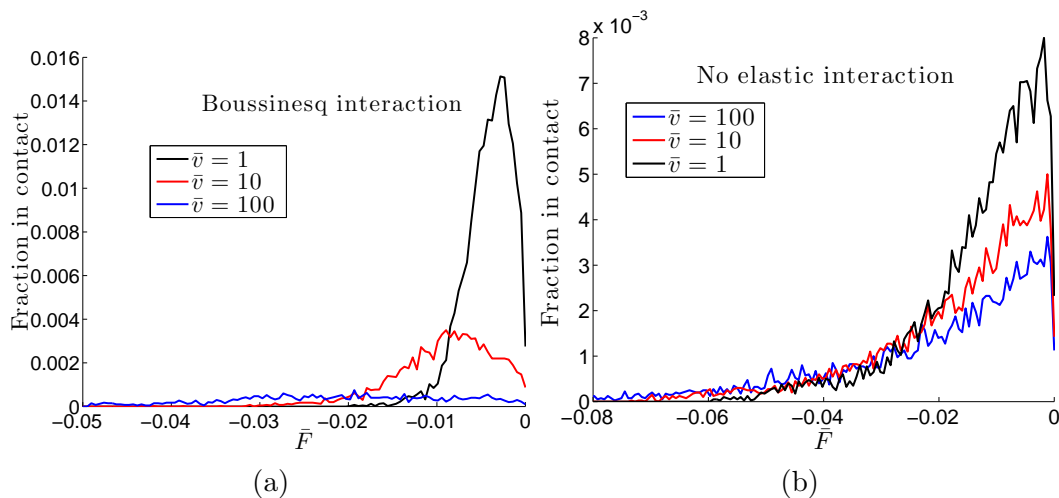 0.016
0.014
0.012
0.01
0.008
0.006
0.004
0.002
0
Fraction in contact
Boussinesq interaction
v̄ = 1
v̄ = 10
v̄ = 100
−0.05 −0.04 −0.03 −0.02 −0.01 0
F̄
(a)
8 x 10⁻³
7
6
5
4
3
2
1
0
Fraction in contact
No elastic interaction
v̄ = 100
v̄ = 10
v̄ = 1
−0.08 −0.06 −0.04 −0.02 0
F̄
(b)